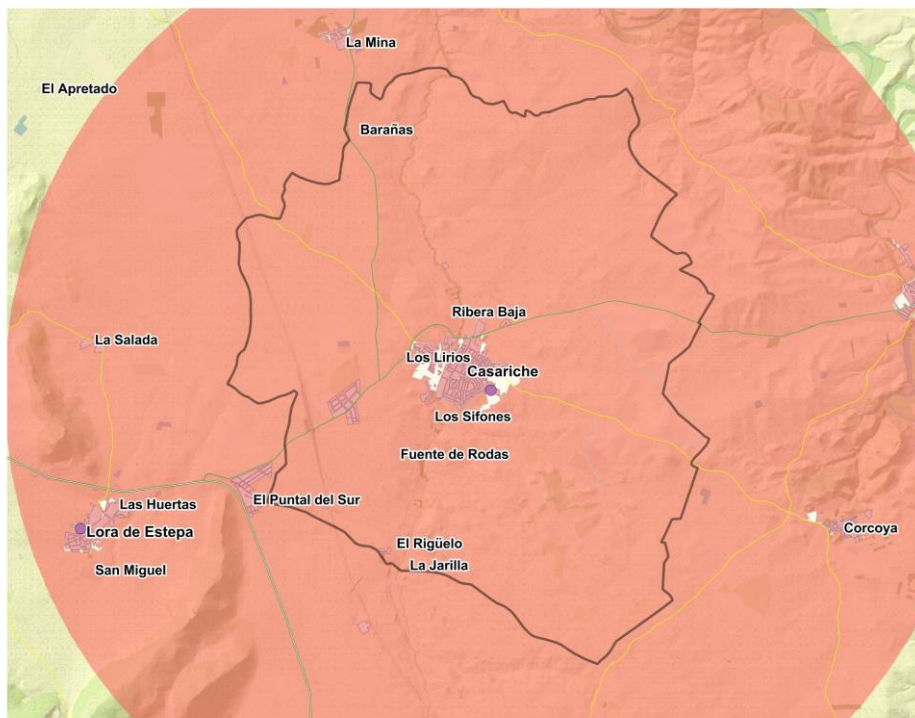 La Mina
El Apretado
Barañas
Ribera Baja
La Salada
Los Lirios
Casariche
Los Sifones
Fuente de Rodas
El Puntal del Sur
Las Huertas
Lora de Estepa
Corcoya
El Rigüelo
La Jarilla
San Miguel